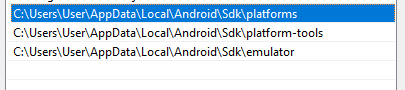 C:\Users\User\AppData\Local\Android\Sdk\platforms
C:\Users\User\AppData\Local\Android\Sdk\platform-tools
C:\Users\User\AppData\Local\Android\Sdk\emulator